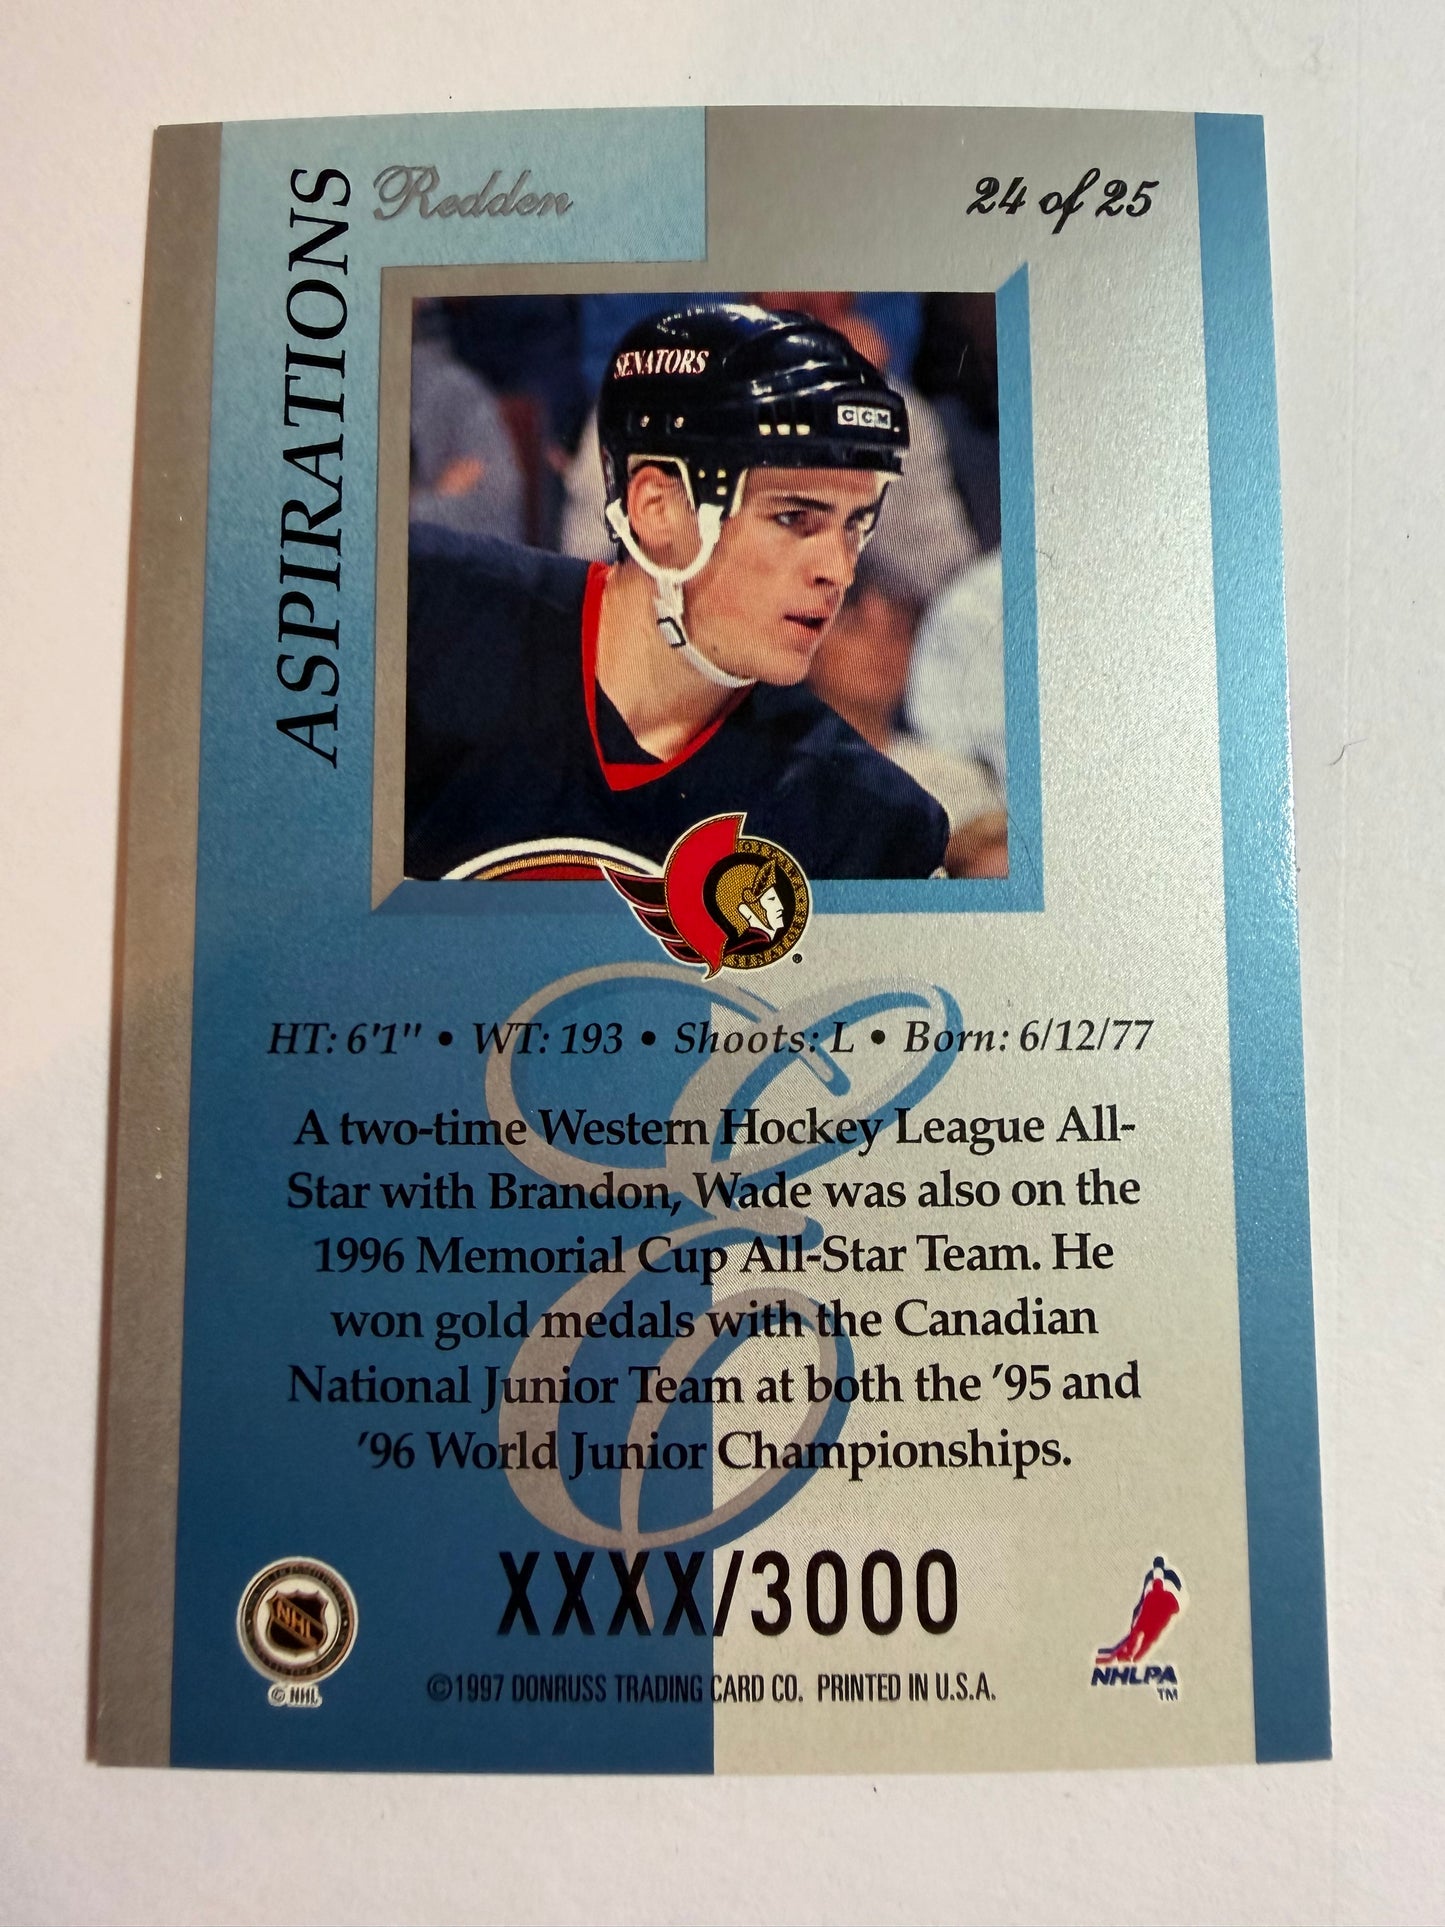 ASPIRATIONS
Redden
24 of 25
SENATORS
CCM
HT: 6'1" • WT: 193 • Shoots: L • Born: 6/12/77
A two-time Western Hockey League All-
Star with Brandon, Wade was also on the
1996 Memorial Cup All-Star Team. He
won gold medals with the Canadian
National Junior Team at both the ’95 and
’96 World Junior Championships.
XXXX/3000
NHL
© NHL
©1997 DONRUSS TRADING CARD CO. PRINTED IN U.S.A.
NHLPA
TM